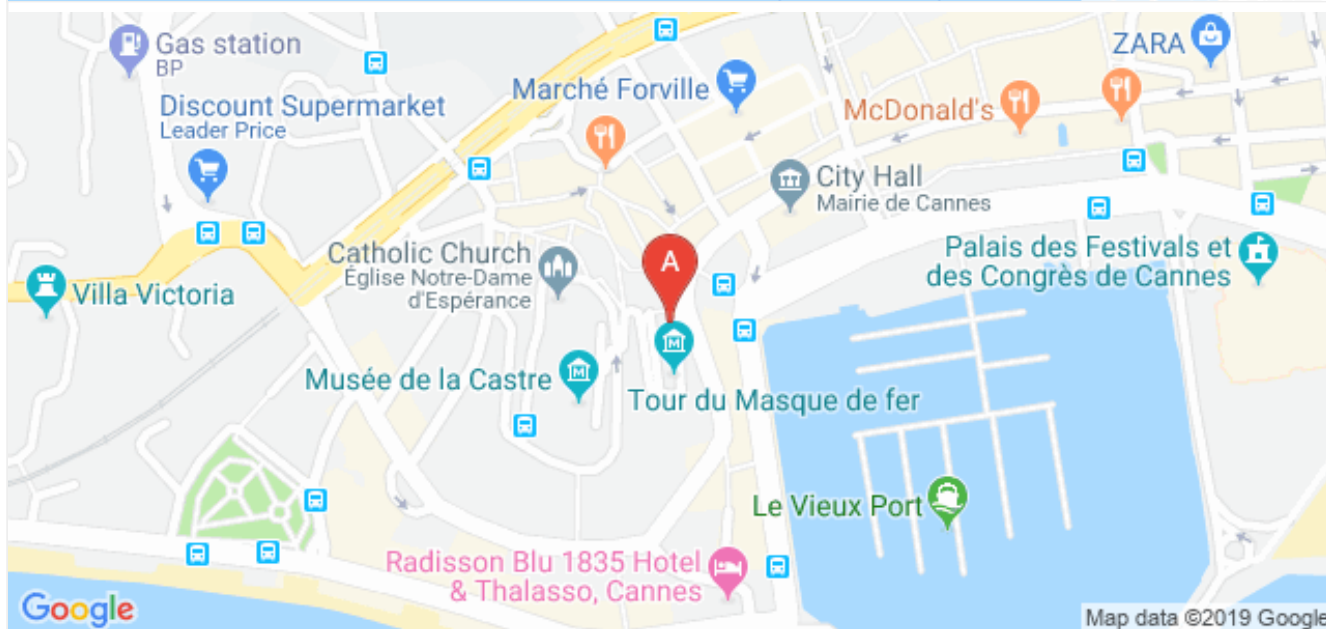 Gas station
BP
ZARA
Marché Forville
McDonald's
Discount Supermarket
Leader Price
City Hall
Mairie de Cannes
Catholic Church
Église Notre-Dame
d'Espérance
A
Palais des Festivals et
des Congrès de Cannes
Villa Victoria
M
Musée de la Castre
M
Tour du Masque de fer
Le Vieux Port
Radisson Blu 1835 Hotel
& Thalasso, Cannes
Google
Map data ©2019 Google